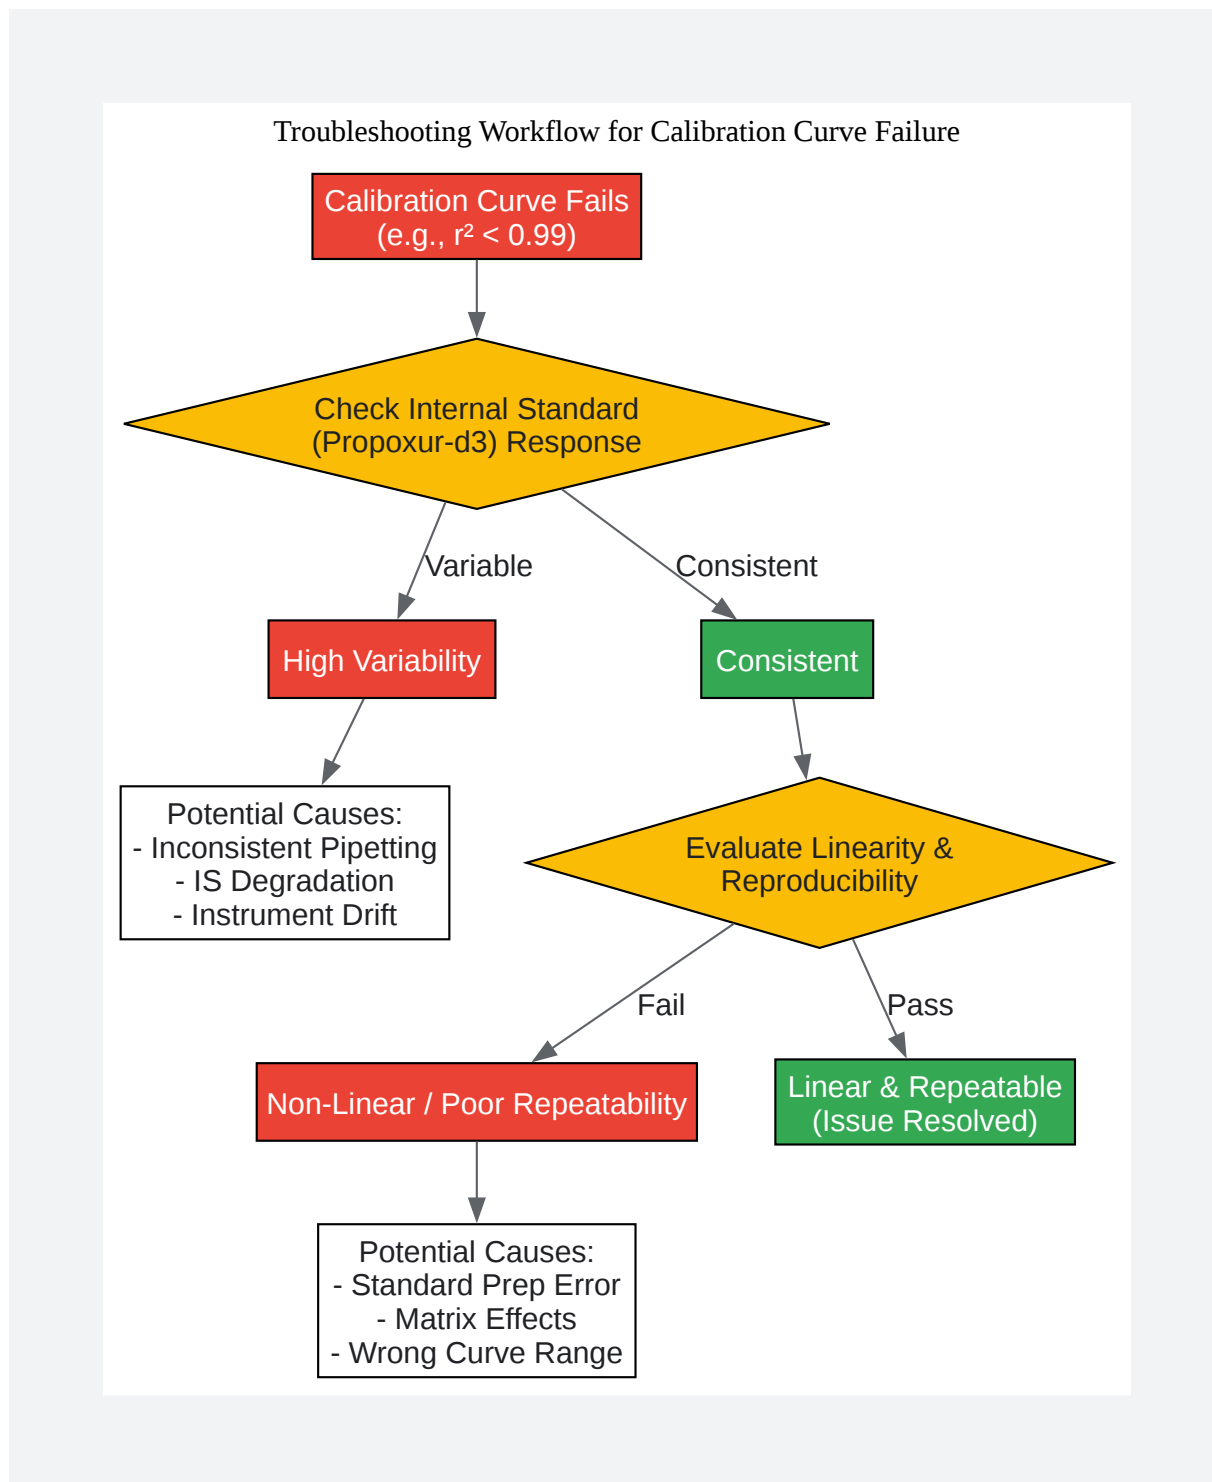 Troubleshooting Workflow for Calibration Curve Failure
Calibration Curve Fails
(e.g., r² < 0.99)
Check Internal Standard
(Propoxur-d3) Response
Variable
Consistent
High Variability
Consistent
Potential Causes:
- Inconsistent Pipetting
- IS Degradation
- Instrument Drift
Evaluate Linearity &
Reproducibility
Fail
Pass
Non-Linear / Poor Repeatability
Linear & Repeatable
(Issue Resolved)
Potential Causes:
- Standard Prep Error
- Matrix Effects
- Wrong Curve Range